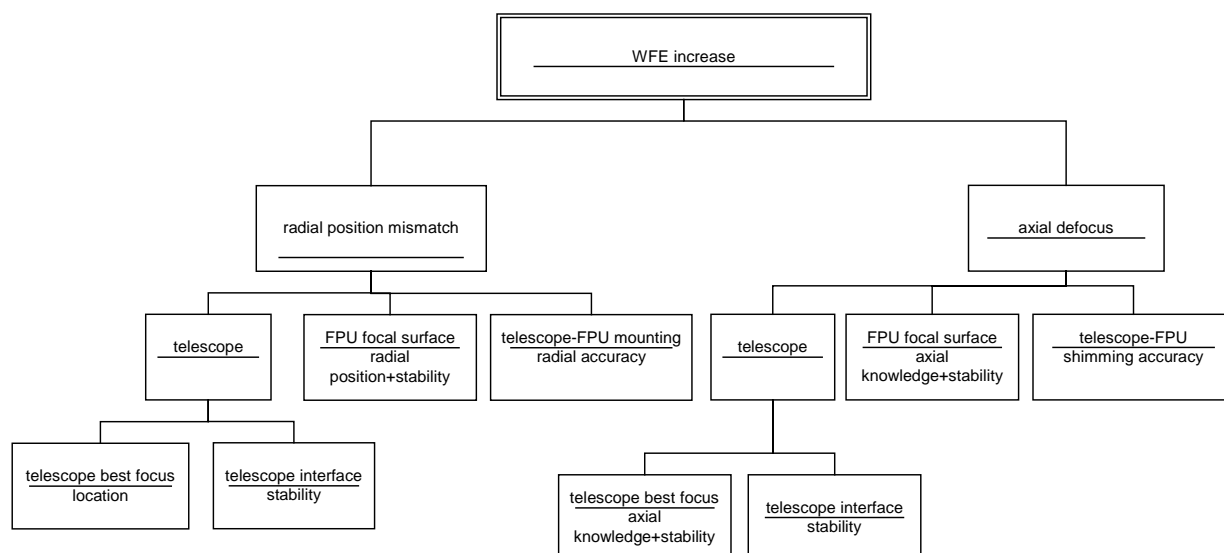 WFE increase
radial position mismatch
axial defocus
telescope
FPU focal surface
radial
position+stability
telescope-FPU mounting
radial accuracy
telescope
FPU focal surface
axial
knowledge+stability
telescope-FPU
shimming accuracy
telescope best focus
location
telescope interface
stability
telescope best focus
axial
knowledge+stability
telescope interface
stability